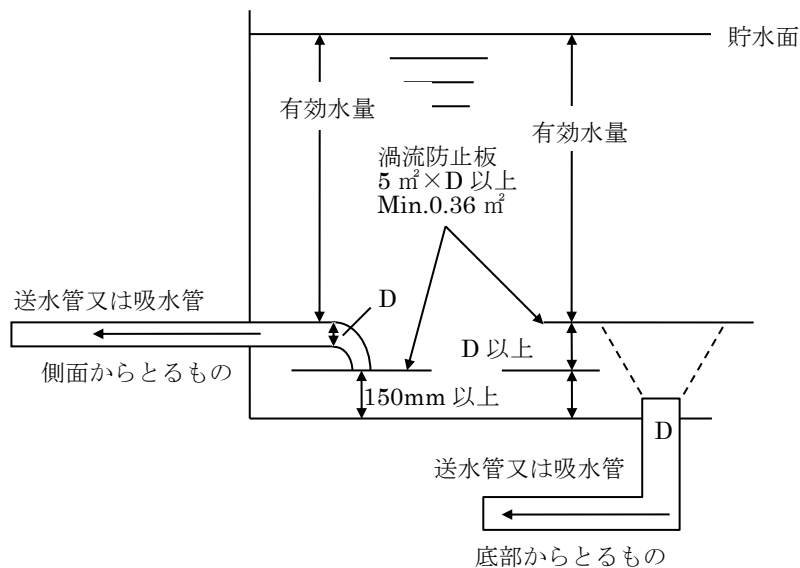 貯水面
有効水量
有効水量
渦流防止板
5 ㎡×D 以上
Min.0.36 ㎡
送水管又は吸水管
D
側面からとるもの
D 以上
150mm 以上
D
送水管又は吸水管
底部からとるもの